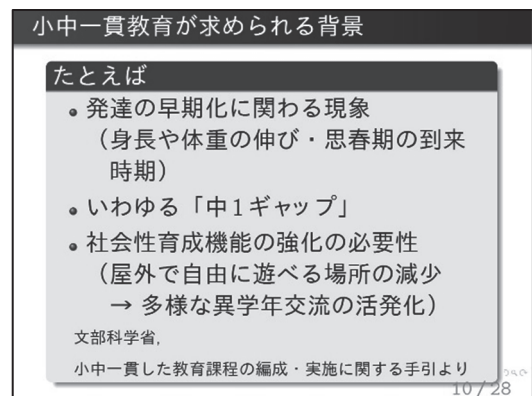 小中一貫教育が求められる背景
たとえば
• 発達の早期化に関わる現象
（身長や体重の伸び・思春期の到来
時期）
• いわゆる「中1ギャップ」
• 社会性育成機能の強化の必要性
（屋外で自由に遊べる場所の減少
→ 多様な異学年交流の活発化）
文部科学省,
小中一貫した教育課程の編成・実施に関する手引より
10 / 28